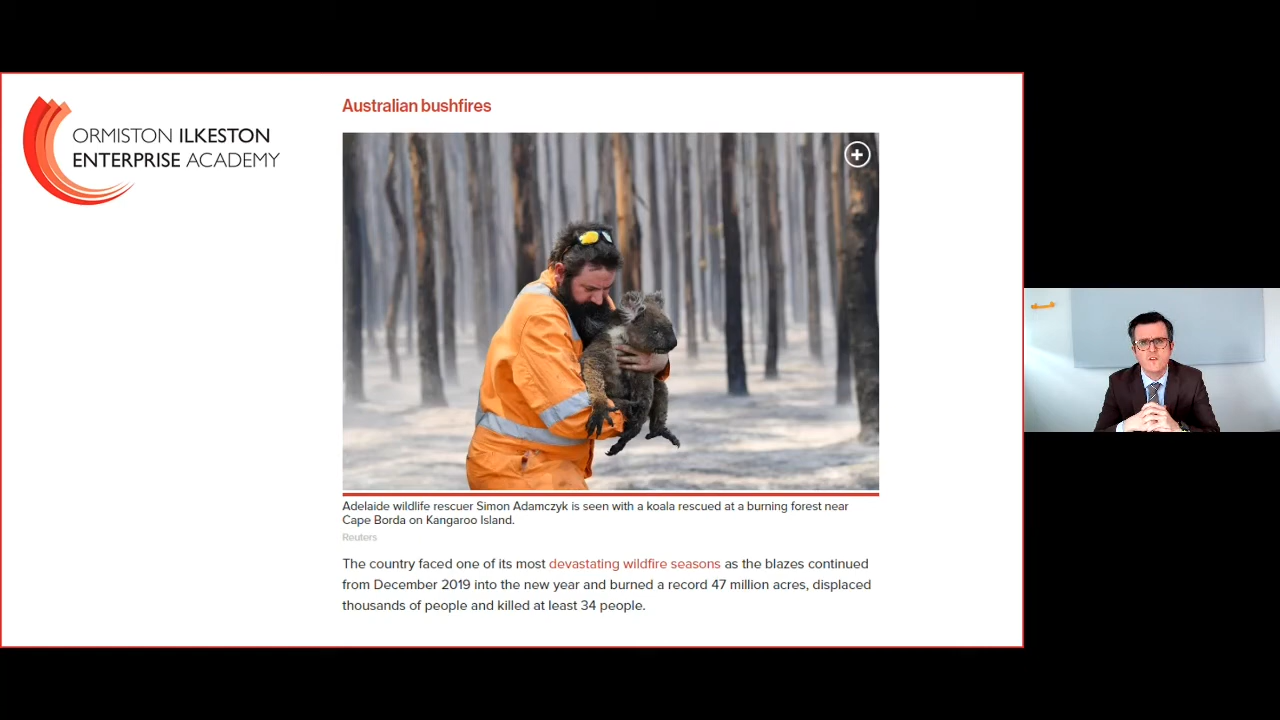 Australian bushfires
ORMISTON ILKESTON
ENTERPRISE ACADEMY
Adelaide wildlife rescuer Simon Adamczyk is seen with a koala rescued at a burning forest near
Cape Borda on Kangaroo Island.
Reuters
The country faced one of its most devastating wildfire seasons as the blazes continued
from December 2019 into the new year and burned a record 47 million acres, displaced
thousands of people and killed at least 34 people.